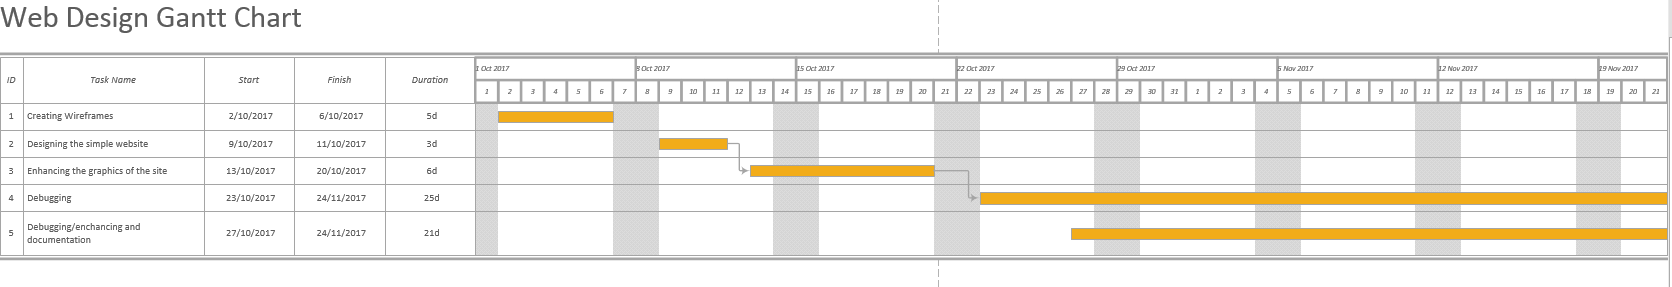 Web Design Gantt Chart
ID Task Name Start Finish Duration 1 Oct 2017 8 Oct 2017 15 Oct 2017 22 Oct 2017 29 Oct 2017 5 Nov 2017 12 Nov 2017 19 Nov 2017
1 2 3 4 5 6 7 8 9 10 11 12 13 14 15 16 17 18 19 20 21 22 23 24 25 26 27 28 29 30 31 1 2 3 4 5 6 7 8 9 10 11 12 13 14 15 16 17 18 19 20 21
1 Creating Wireframes 2/10/2017 6/10/2017 5d
2 Designing the simple website 9/10/2017 11/10/2017 3d
3 Enhancing the graphics of the site 13/10/2017 20/10/2017 6d
4 Debugging 23/10/2017 24/11/2017 25d
5 Debugging/enchancing and
documentation 27/10/2017 24/11/2017 21d